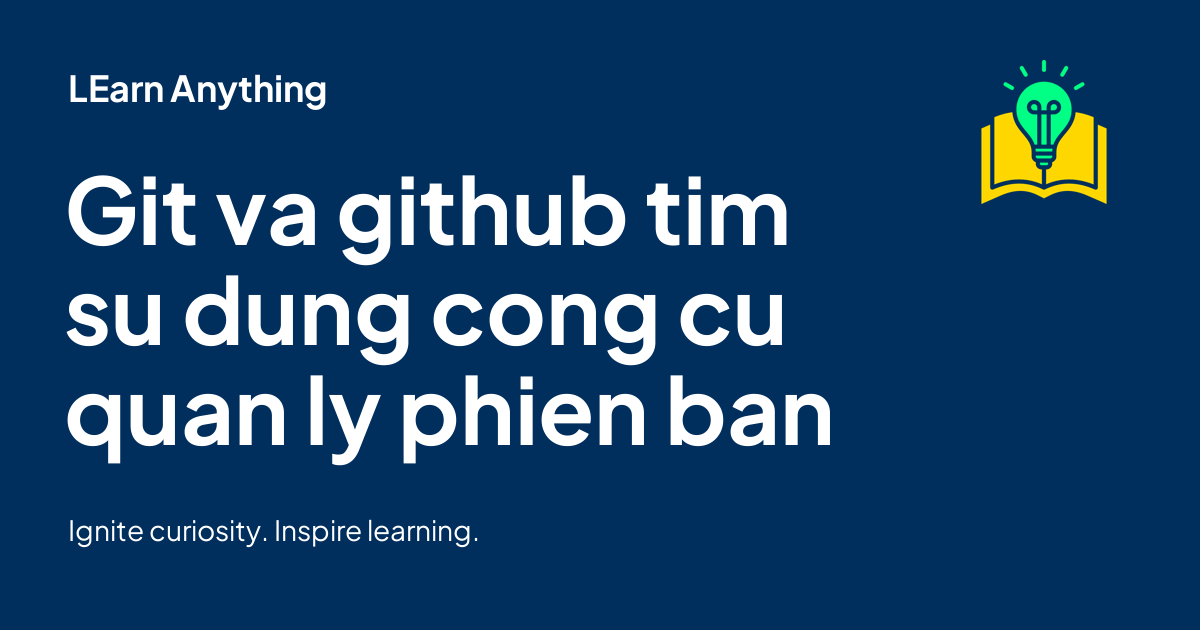 LEarn Anything
Git va github tim
su dung cong cu
quan ly phien ban
Ignite curiosity. Inspire learning.